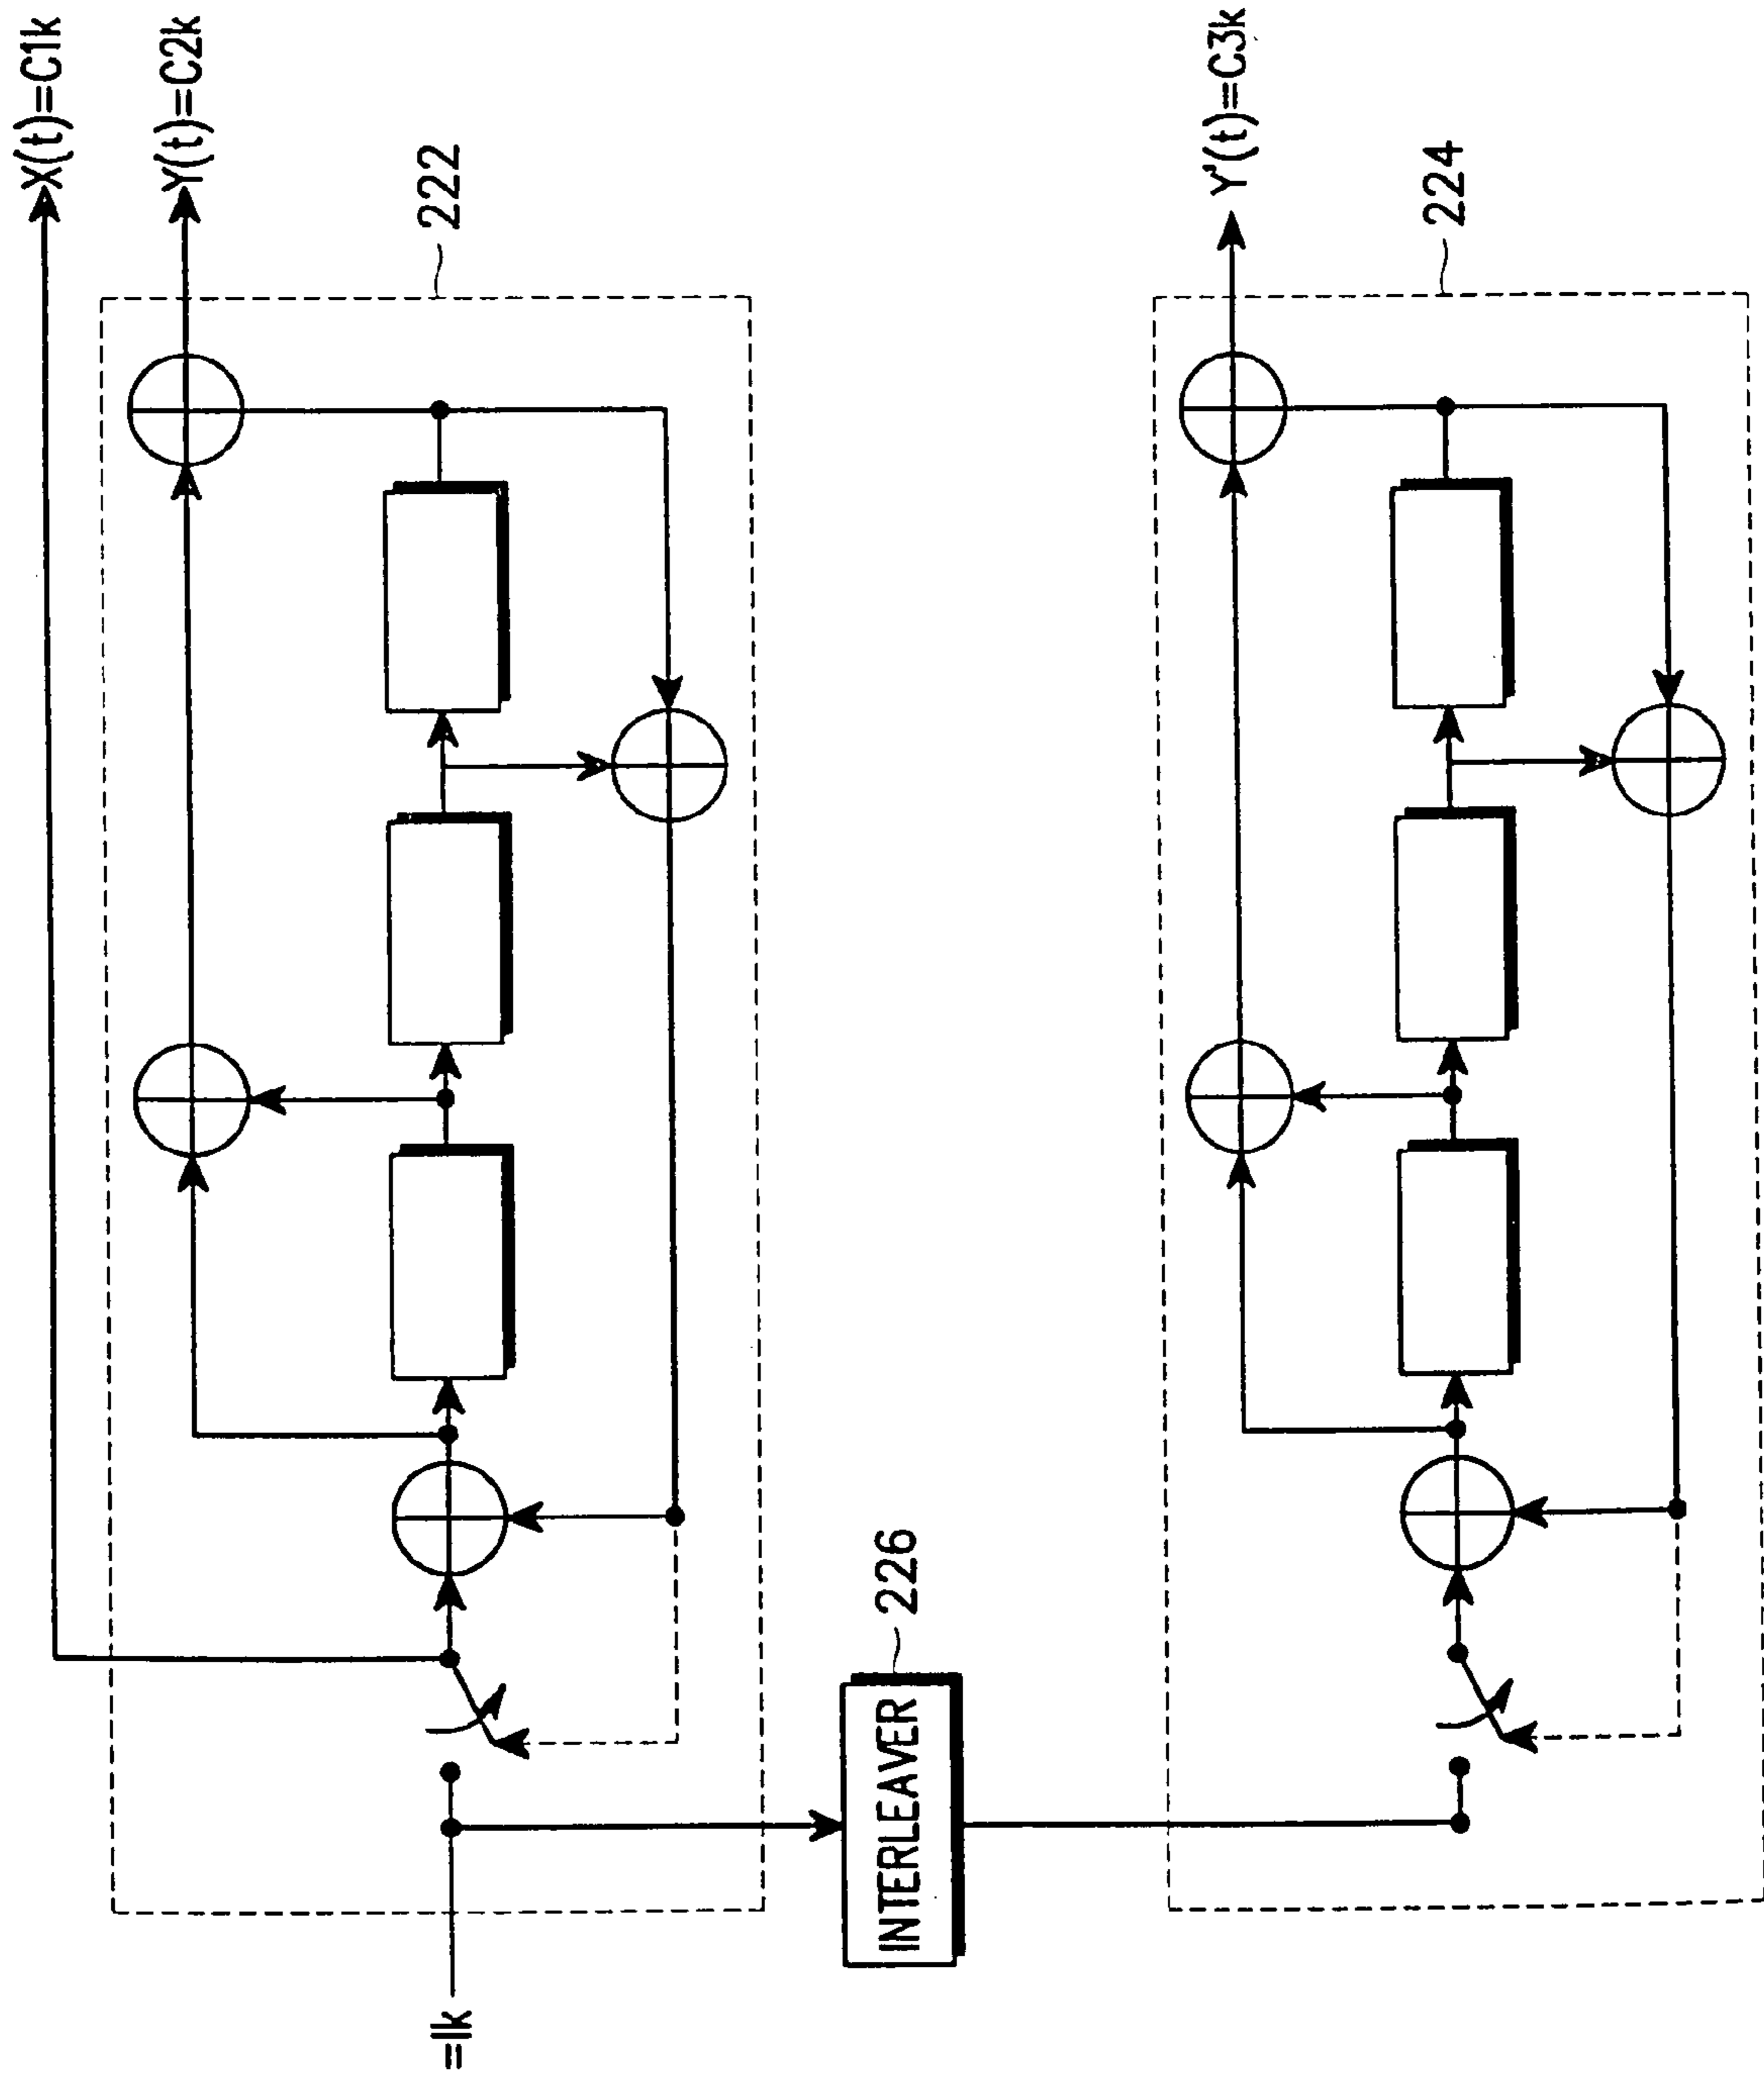 X(t)=C1k
Y(t)=C2k
222
=Ik
INTERLEAVER
226
Y'(t)=C3k
224